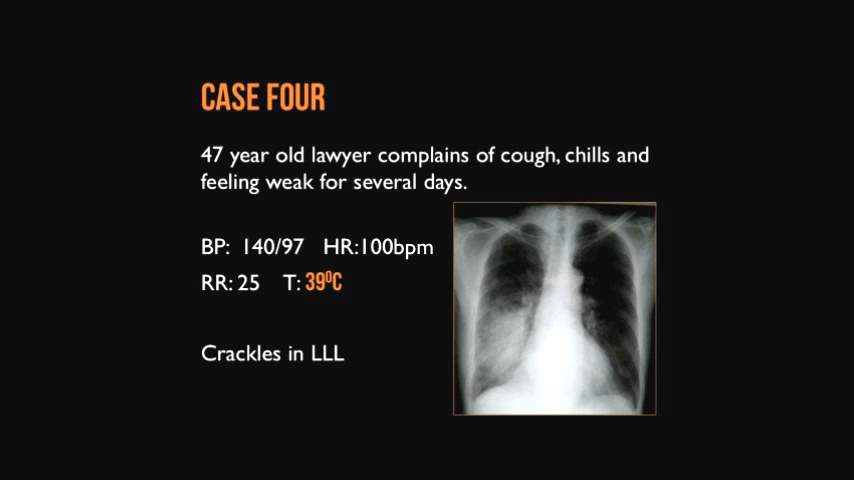 CASE FOUR
47 year old lawyer complains of cough, chills and
feeling weak for several days.
BP: 140/97 HR:100bpm
RR: 25 T: 39⁰C
Crackles in LLL